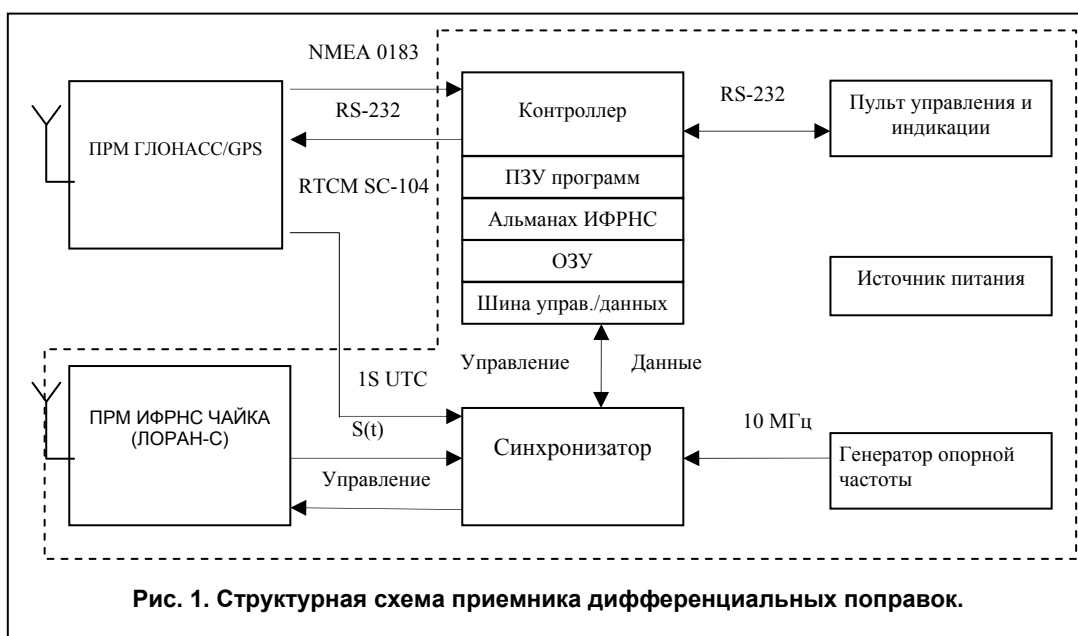 NMEA 0183
RS-232
RTCM SC-104
ПРМ ГЛОНАСС/GPS
Контроллер
ПЗУ программ
Альманах ИФРНС
ОЗУ
Шина управ./данных
RS-232
Пульт управления и
индикации
Источник питания
Управление
Данные
1S UTC
S(t)
Управление
ПРМ ИФРНС ЧАЙКА
(ЛОРАН-С)
Синхронизатор
10 МГц
Генератор опорной
частоты
Рис. 1. Структурная схема приемника дифференциальных поправок.